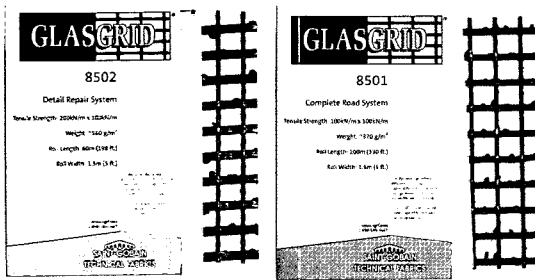 GLASGRID
8502
Detail Repair System
Tensile Strength: 200kN/m x 100kN/m
Weight: ~560 g/m²
Roll Length: 60m (198 ft.)
Roll Width: 1.5m (5 ft.)
SAINT-GOBAIN
TECHNICAL FABRICS
GLASGRID
8501
Complete Road System
Tensile Strength: 100kN/m x 100kN/m
Weight: ~370 g/m²
Roll Length: 100m (330 ft.)
Roll Width: 1.5m (5 ft.)
SAINT-GOBAIN
TECHNICAL FABRICS